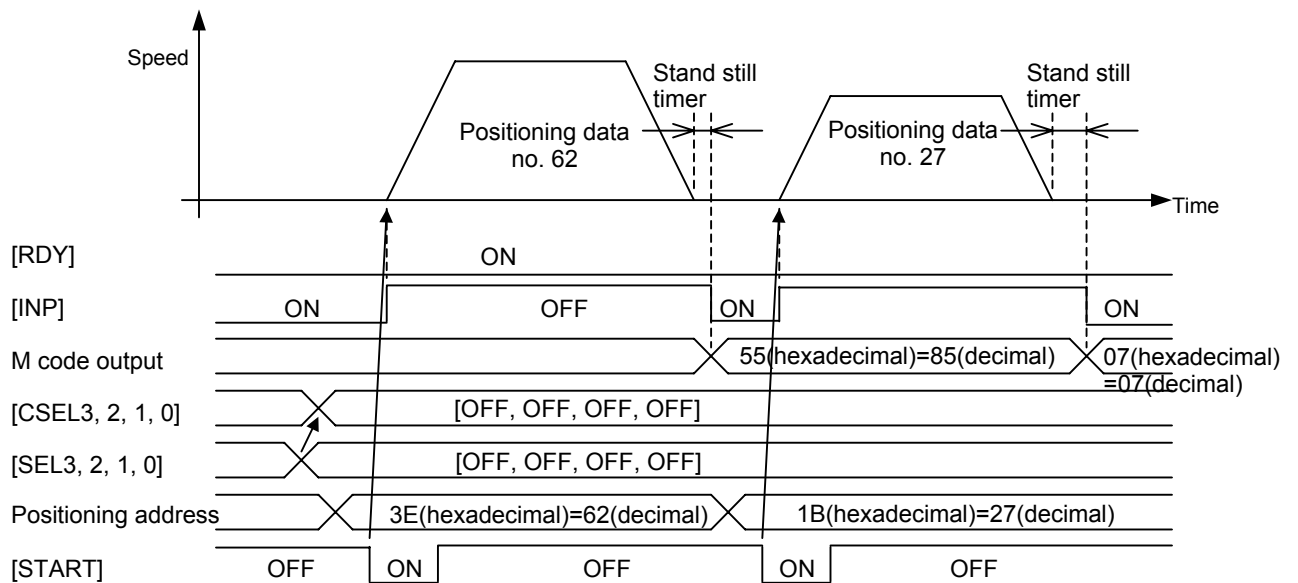 Speed
Stand still
timer
Stand still
timer
Positioning data
no. 62
Positioning data
no. 27
Time
[RDY]
ON
[INP]
ON
OFF
ON
ON
M code output
55(hexadecimal)=85(decimal)
07(hexadecimal)
=07(decimal)
[CSEL3, 2, 1, 0]
[OFF, OFF, OFF, OFF]
[SEL3, 2, 1, 0]
[OFF, OFF, OFF, OFF]
Positioning address
3E(hexadecimal)=62(decimal)
1B(hexadecimal)=27(decimal)
[START]
OFF
ON
OFF
ON
OFF